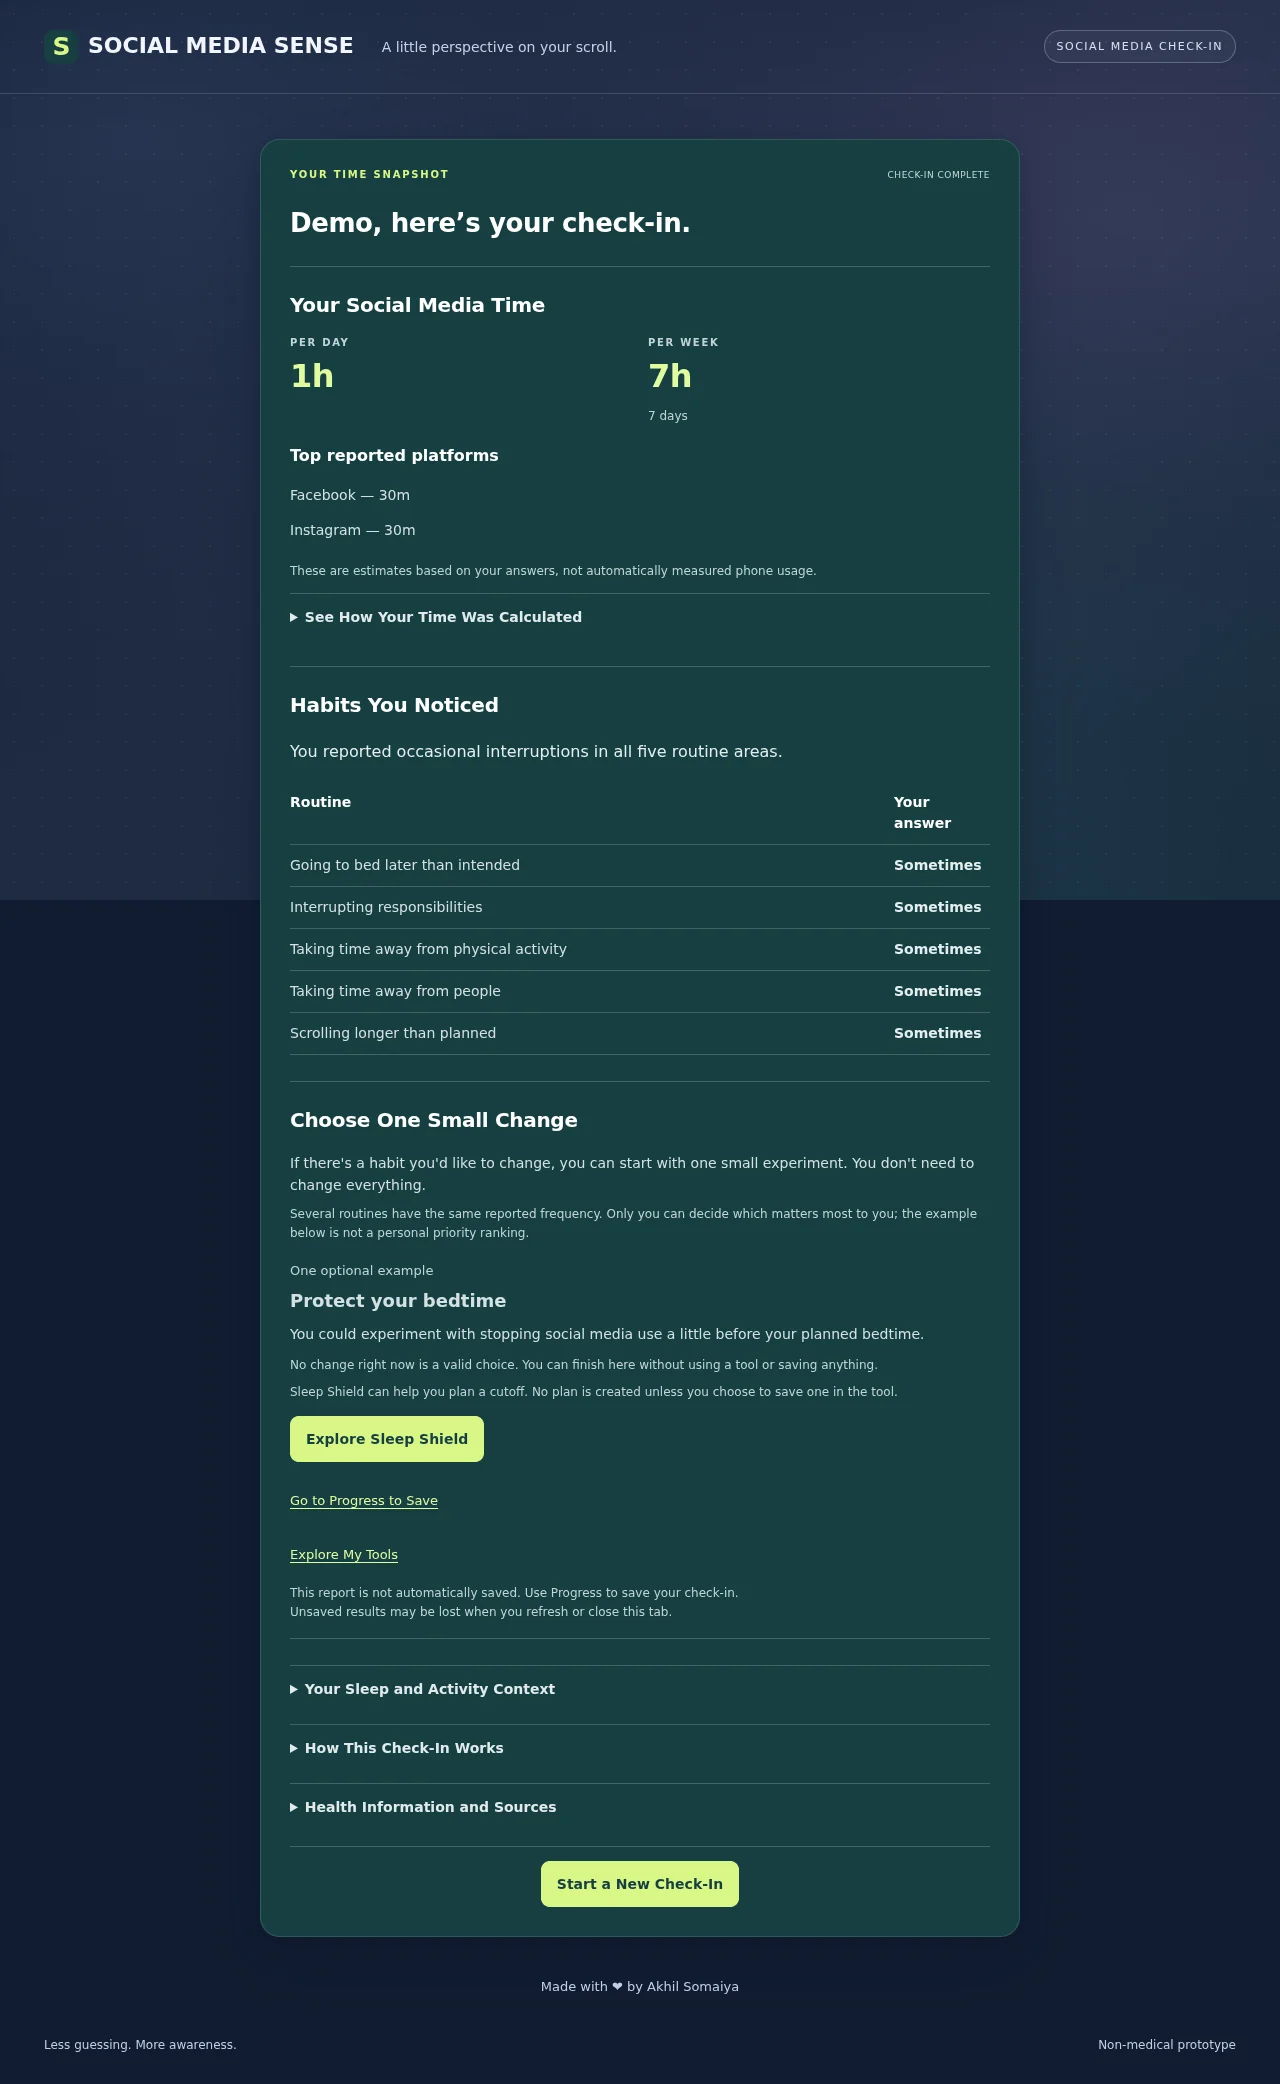 S SOCIAL MEDIA SENSE A little perspective on your scroll. SOCIAL MEDIA CHECK-IN
YOUR TIME SNAPSHOT CHECK-IN COMPLETE
Demo, here’s your check-in.
Your Social Media Time
PER DAY PER WEEK
1h 7h
7 days
Top reported platforms
Facebook — 30m
Instagram — 30m
These are estimates based on your answers, not automatically measured phone usage.
See How Your Time Was Calculated
Habits You Noticed
You reported occasional interruptions in all five routine areas.
Routine Your
answer
Going to bed later than intended Sometimes
Interrupting responsibilities Sometimes
Taking time away from physical activity Sometimes
Taking time away from people Sometimes
Scrolling longer than planned Sometimes
Choose One Small Change
If there's a habit you'd like to change, you can start with one small experiment. You don't need to
change everything.
Several routines have the same reported frequency. Only you can decide which matters most to you; the example
below is not a personal priority ranking.
One optional example
Protect your bedtime
You could experiment with stopping social media use a little before your planned bedtime.
No change right now is a valid choice. You can finish here without using a tool or saving anything.
Sleep Shield can help you plan a cutoff. No plan is created unless you choose to save one in the tool.
Explore Sleep Shield
Go to Progress to Save
Explore My Tools
This report is not automatically saved. Use Progress to save your check-in.
Unsaved results may be lost when you refresh or close this tab.
Your Sleep and Activity Context
How This Check-In Works
Health Information and Sources
Start a New Check-In
Made with ❤ by Akhil Somaiya
Less guessing. More awareness. Non-medical prototype